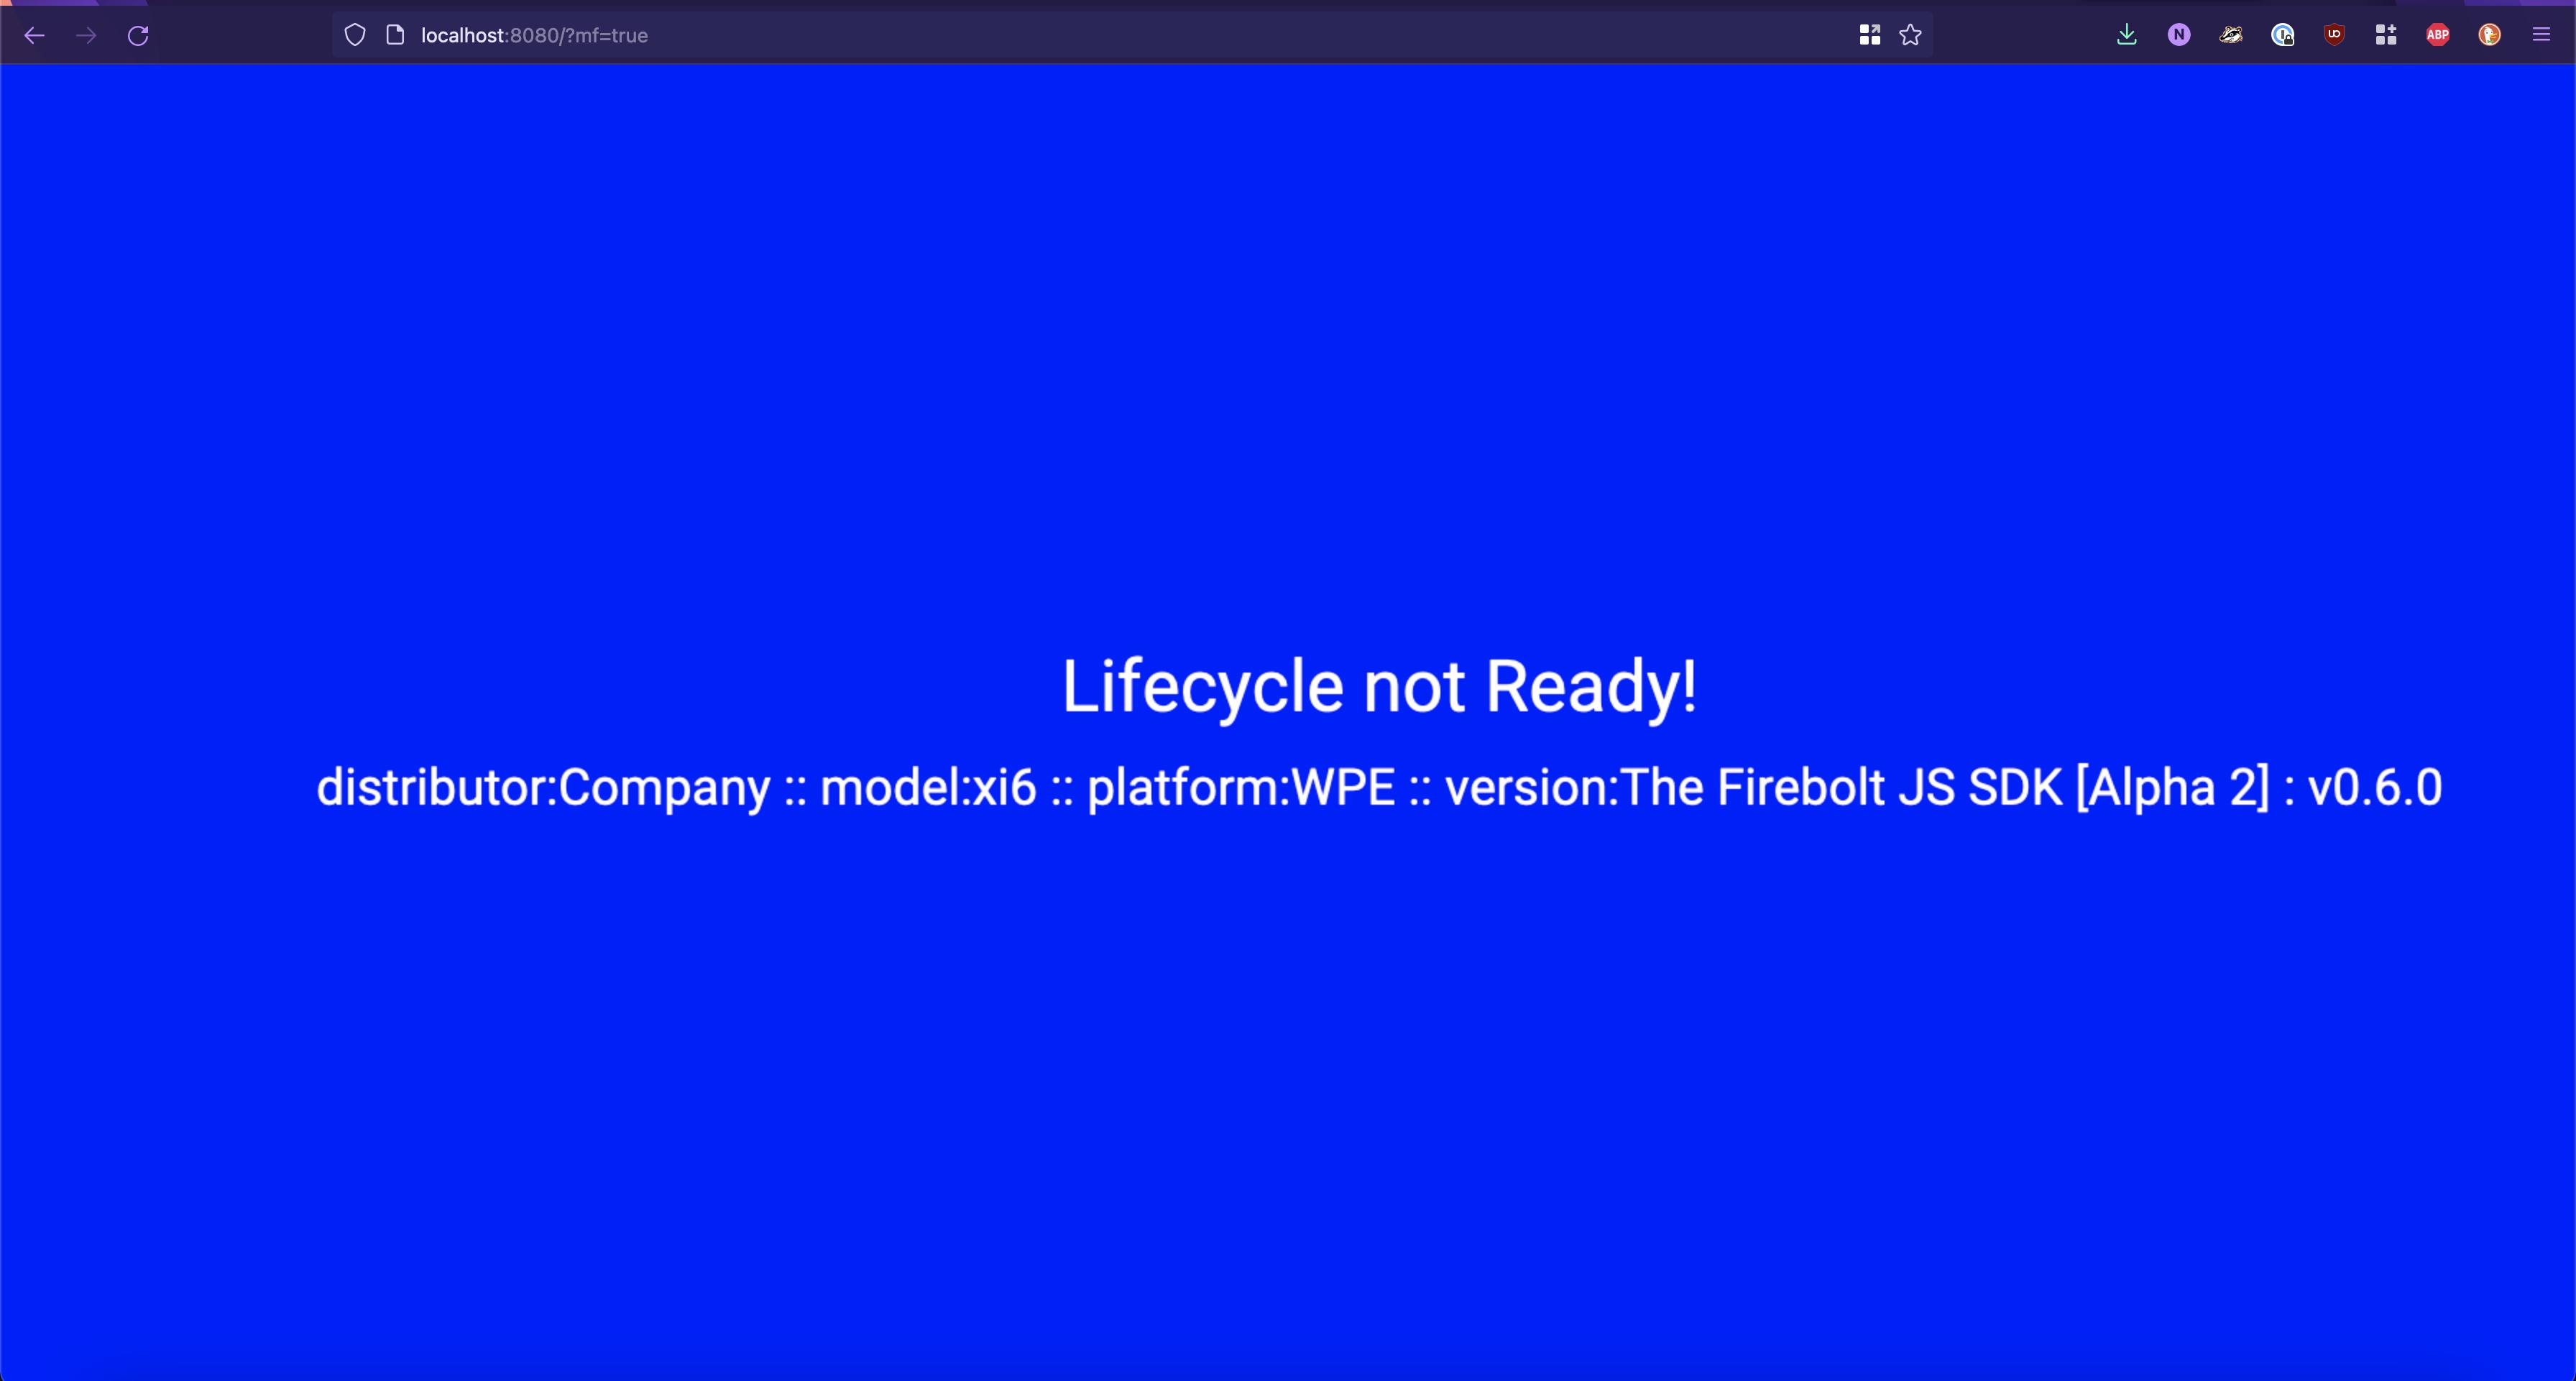 localhost:8080/?mf=true
N
UO
ABP
Lifecycle not Ready!
distributor:Company :: model:xi6 :: platform:WPE :: version:The Firebolt JS SDK [Alpha 2] : v0.6.0